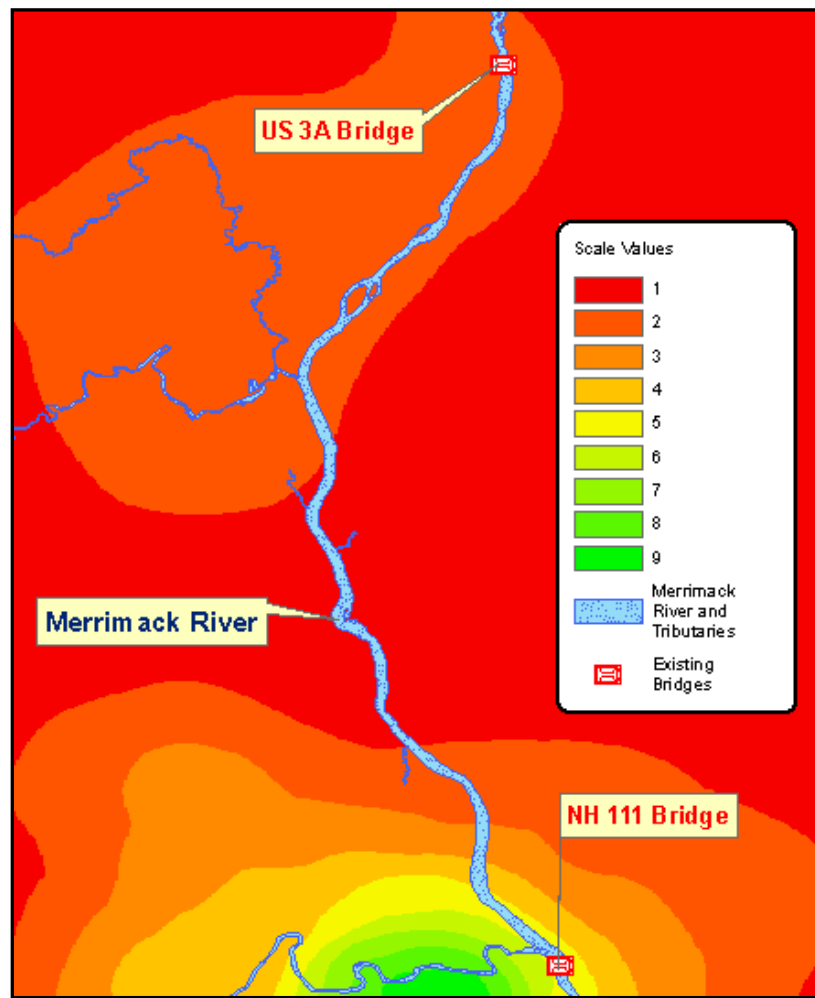 US 3A Bridge
Scale Values
1
2
3
4
5
6
7
8
9
Merrimack
River and
Tributaries
Existing
Bridges
Merrimack River
NH 111 Bridge